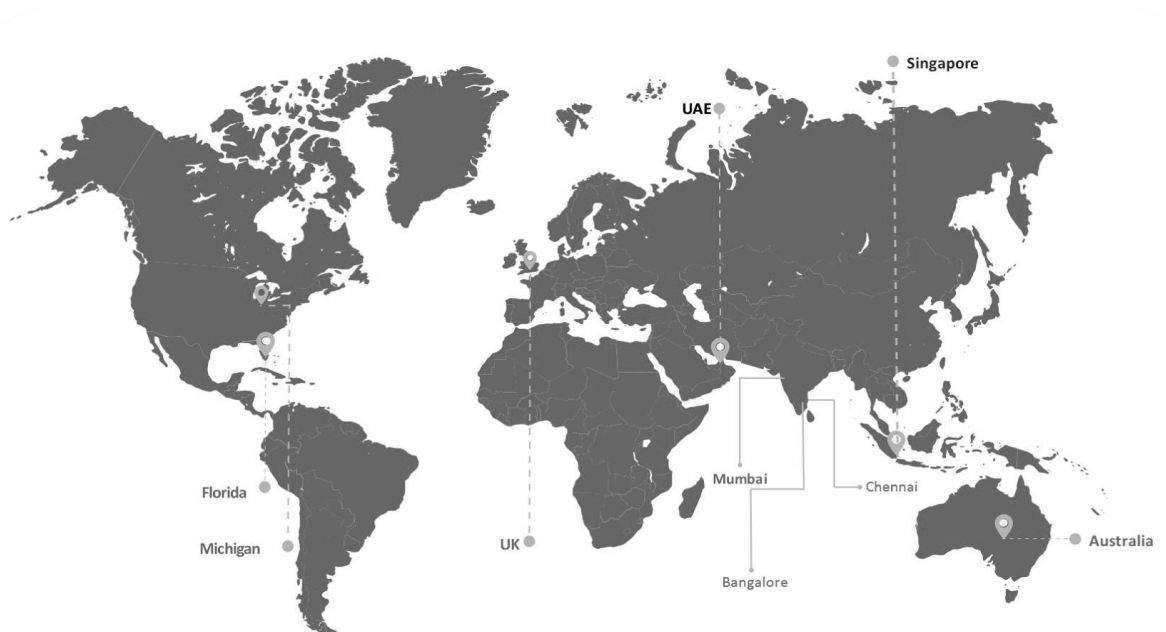 Singapore
UAE
Mumbai
Chennai
Florida
Michigan
UK
Australia
Bangalore